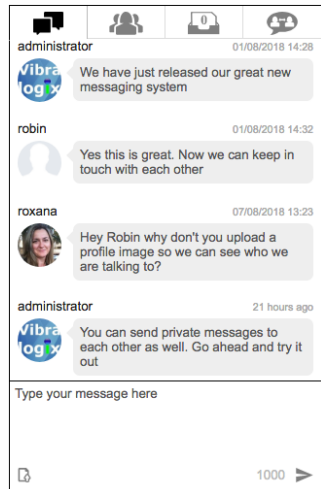 0
administrator 01/08/2018 14:28
Vibra
logix
We have just released our great new
messaging system
robin 01/08/2018 14:32
Yes this is great. Now we can keep in
touch with each other
roxana 07/08/2018 13:23
Hey Robin why don't you upload a
profile image so we can see who we
are talking to?
administrator 21 hours ago
Vibra
logix
You can send private messages to
each other as well. Go ahead and try it
out
Type your message here
1000